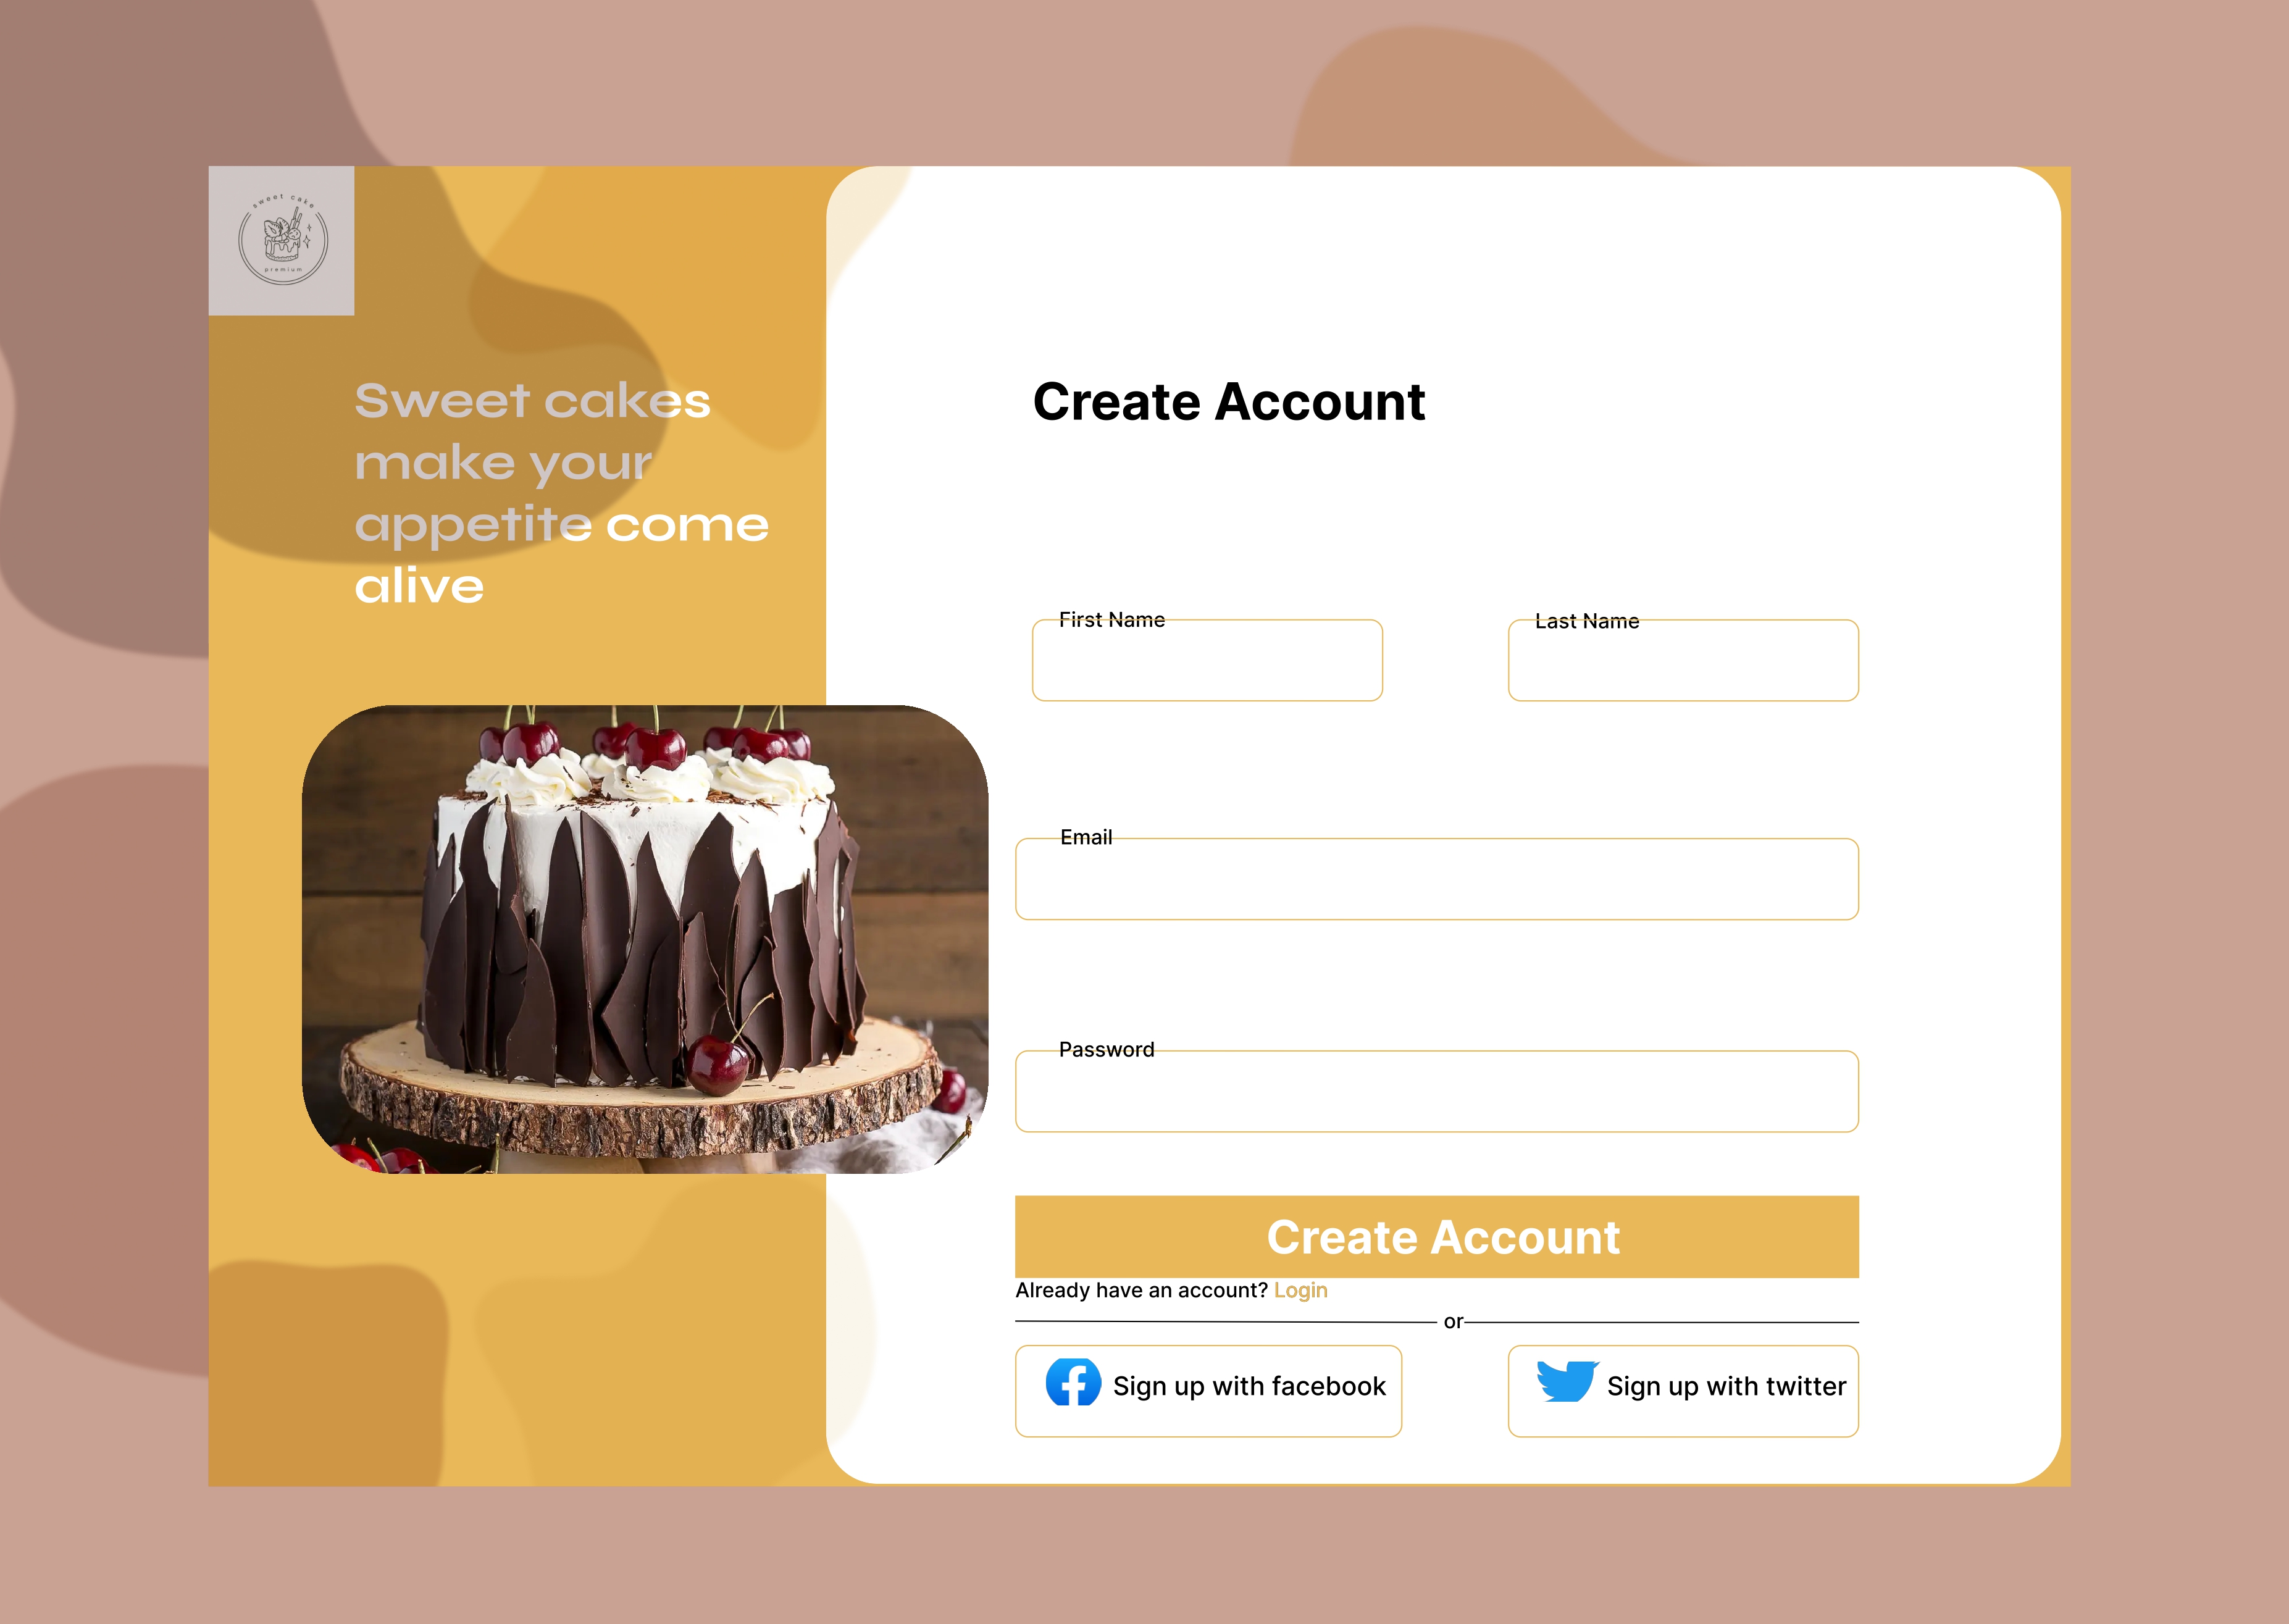 sweet cake
premium
Sweet cakes
make your
appetite come
alive
Create Account
First Name
Last Name
Email
Password
Create Account
Already have an account? Login
or
Sign up with facebook
Sign up with twitter